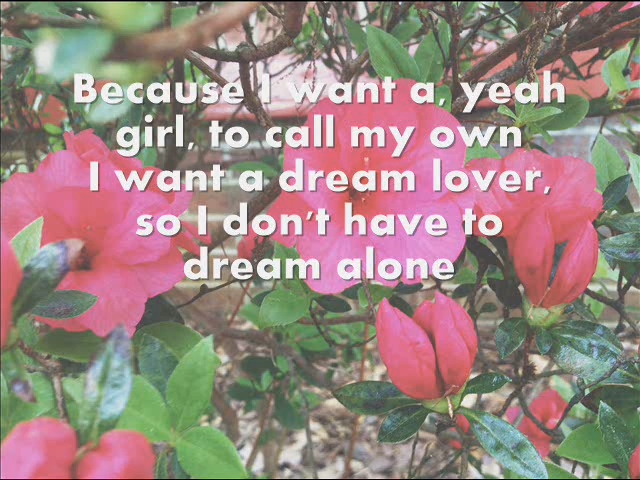 Because I want a, yeah
girl, to call my own
I want a dream lover,
so I don't have to
dream alone